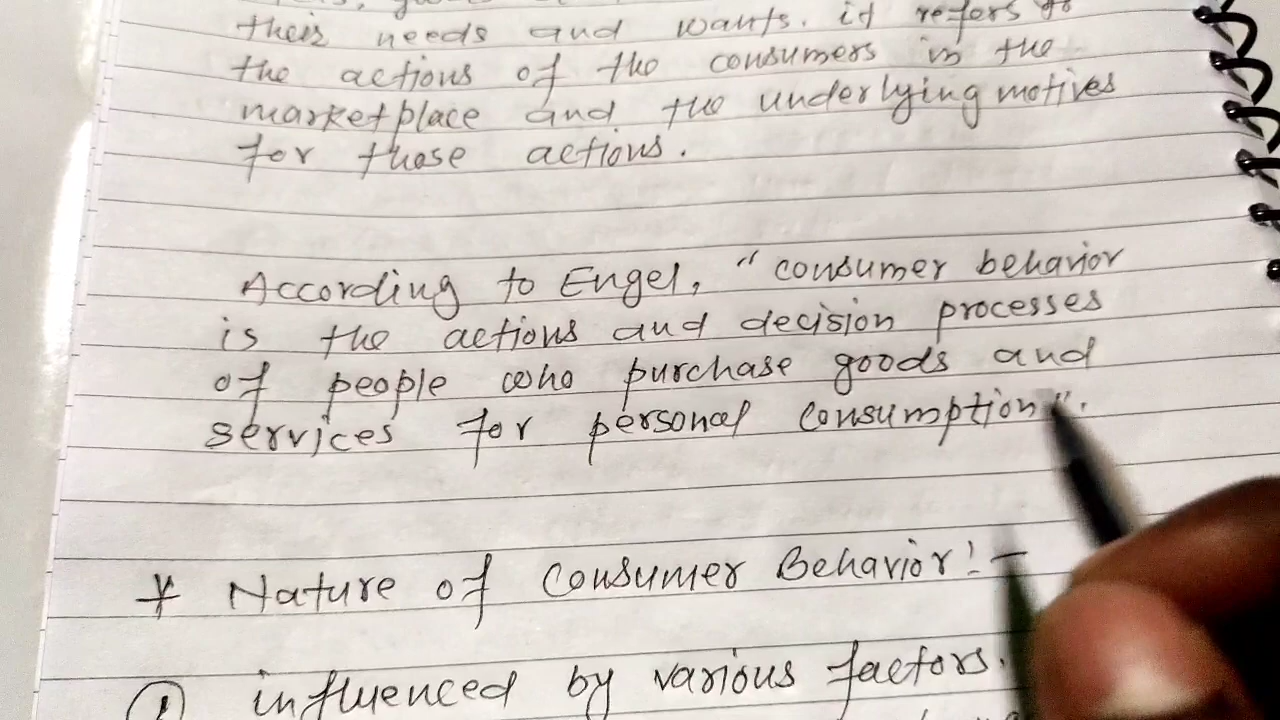 their needs and wants. it refers to
the actions of the consumers in the
marketplace and the underlying motives
for those actions.
According to Engel, "consumer behavior
is the actions and decision processes
of people who purchase goods and
services for personal consumption".
* Nature of Consumer Behavior:-
① influenced by various factors.